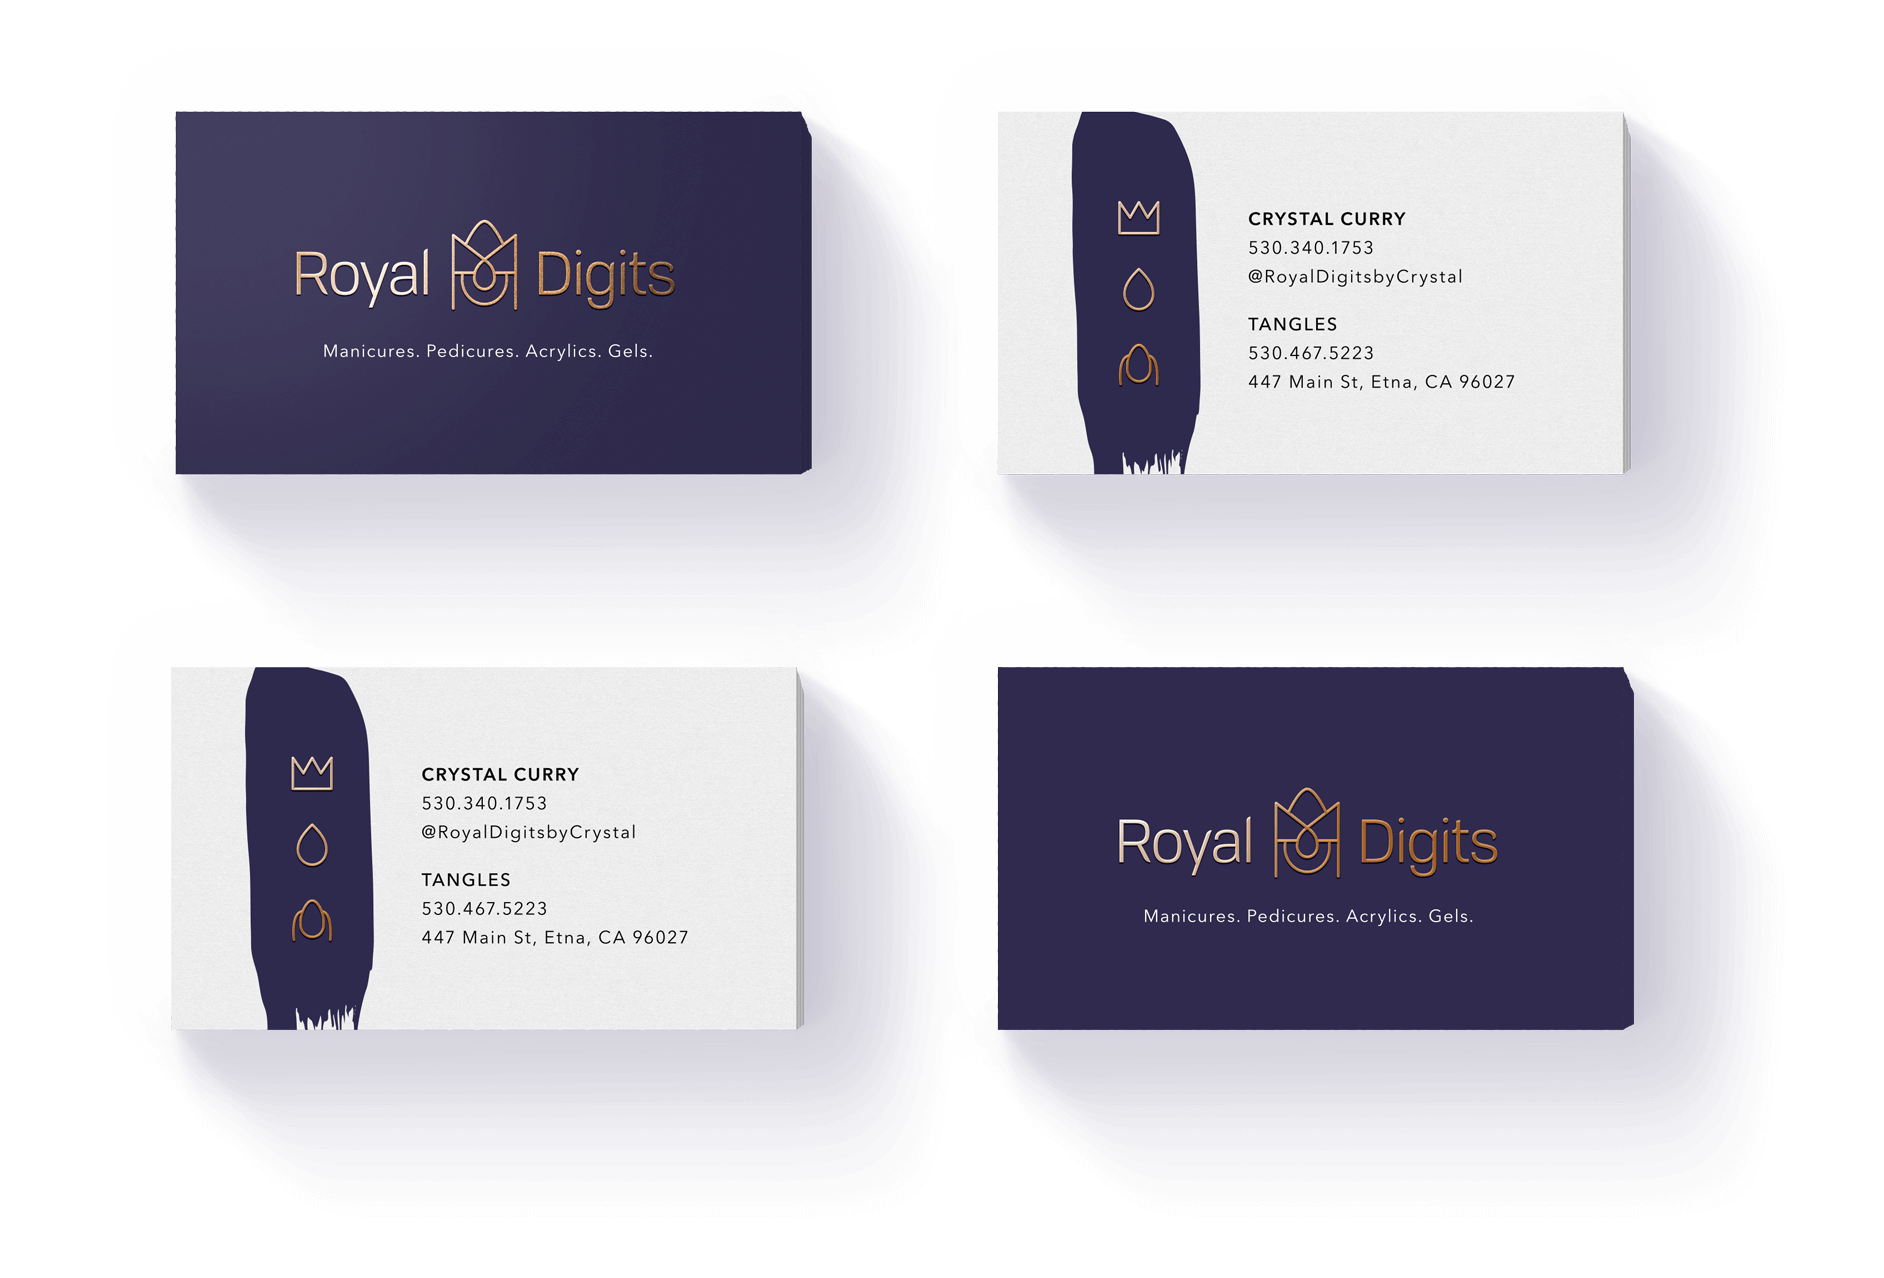 Royal Digits
Manicures. Pedicures. Acrylics. Gels.
CRYSTAL CURRY
530.340.1753
@RoyalDigitsbyCrystal
TANGLES
530.467.5223
447 Main St, Etna, CA 96027
CRYSTAL CURRY
530.340.1753
@RoyalDigitsbyCrystal
TANGLES
530.467.5223
447 Main St, Etna, CA 96027
Royal Digits
Manicures. Pedicures. Acrylics. Gels.